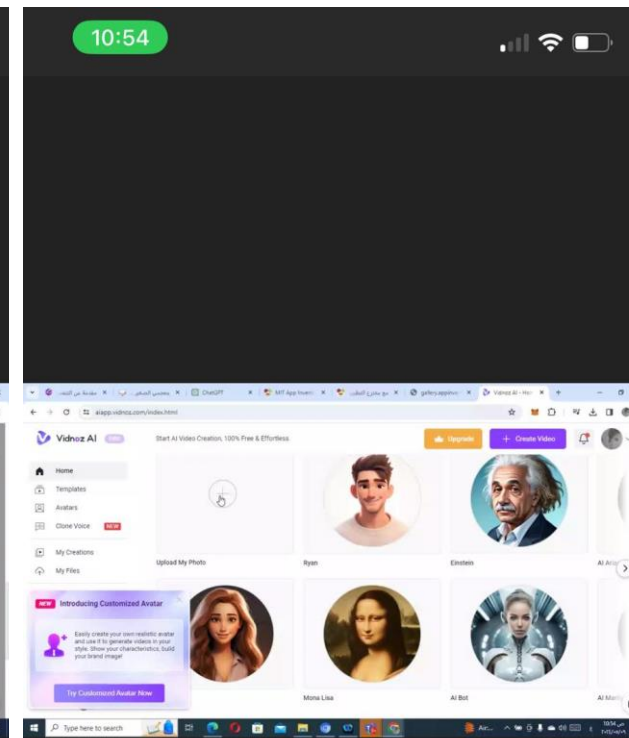 10:54
ChatGPT
MIT App Invent
gallery.appinve
Vidnoz AI - Ho
aiapp.vidnoz.com/index.html
Vidnoz AI
Start AI Video Creation, 100% Free & Effortless.
Upgrade
+ Create Video
Home
Templates
Avatars
Clone Voice NEW
My Creations
My Files
Upload My Photo
Ryan
Einstein
NEW Introducing Customized Avatar
Easily create your own realistic avatar
and use it to generate videos in your
style. Show your characteristics, build
your brand image!
Try Customized Avatar Now
Mona Lisa
AI Bot
Type here to search
Air...